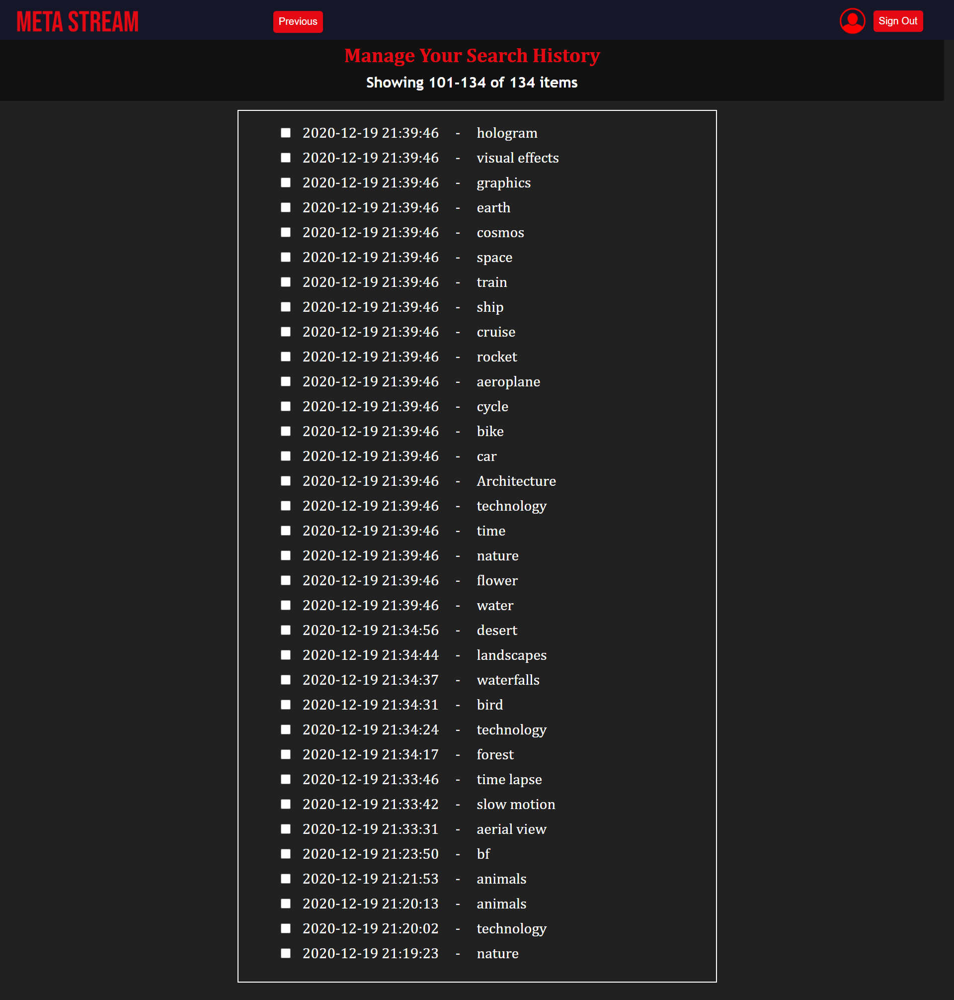 META STREAM Previous Sign Out
Manage Your Search History
Showing 101-134 of 134 items
2020-12-19 21:39:46 - hologram
2020-12-19 21:39:46 - visual effects
2020-12-19 21:39:46 - graphics
2020-12-19 21:39:46 - earth
2020-12-19 21:39:46 - cosmos
2020-12-19 21:39:46 - space
2020-12-19 21:39:46 - train
2020-12-19 21:39:46 - ship
2020-12-19 21:39:46 - cruise
2020-12-19 21:39:46 - rocket
2020-12-19 21:39:46 - aeroplane
2020-12-19 21:39:46 - cycle
2020-12-19 21:39:46 - bike
2020-12-19 21:39:46 - car
2020-12-19 21:39:46 - Architecture
2020-12-19 21:39:46 - technology
2020-12-19 21:39:46 - time
2020-12-19 21:39:46 - nature
2020-12-19 21:39:46 - flower
2020-12-19 21:39:46 - water
2020-12-19 21:34:56 - desert
2020-12-19 21:34:44 - landscapes
2020-12-19 21:34:37 - waterfalls
2020-12-19 21:34:31 - bird
2020-12-19 21:34:24 - technology
2020-12-19 21:34:17 - forest
2020-12-19 21:33:46 - time lapse
2020-12-19 21:33:42 - slow motion
2020-12-19 21:33:31 - aerial view
2020-12-19 21:23:50 - bf
2020-12-19 21:21:53 - animals
2020-12-19 21:20:13 - animals
2020-12-19 21:20:02 - technology
2020-12-19 21:19:23 - nature